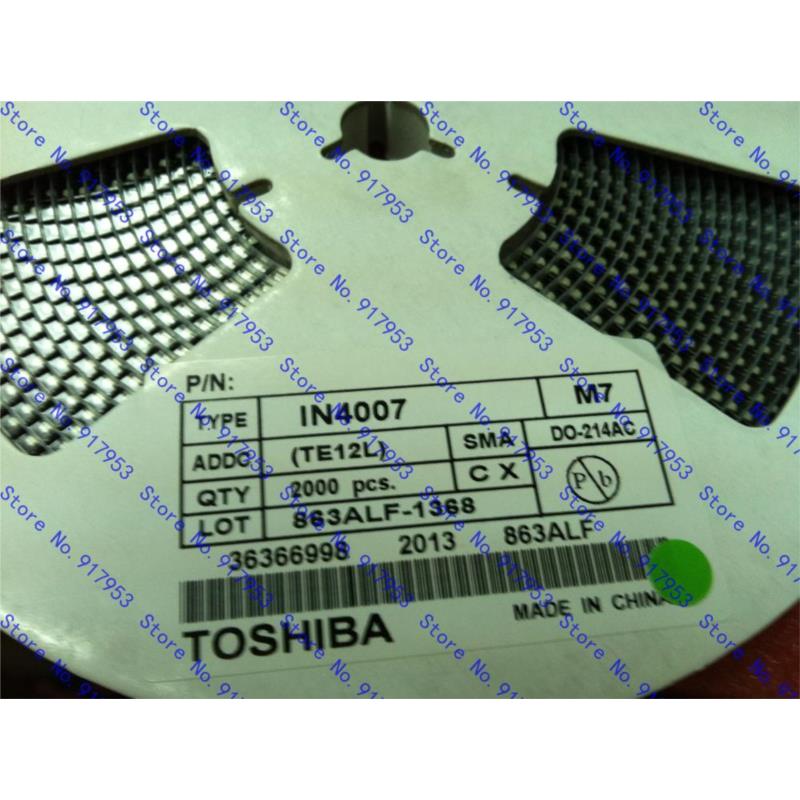 P/N:
TYPE IN4007 M7
ADDC (TE12L) SMA DO-214AC
QTY 2000 pcs. C X Pb
LOT 863ALF-1368
36366998 2013 863ALF
MADE IN CHINA
TOSHIBA
Store No. 917953